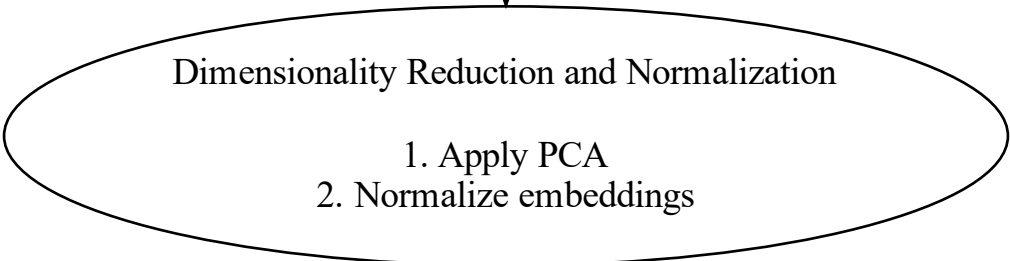 Dimensionality Reduction and Normalization
1. Apply PCA
2. Normalize embeddings